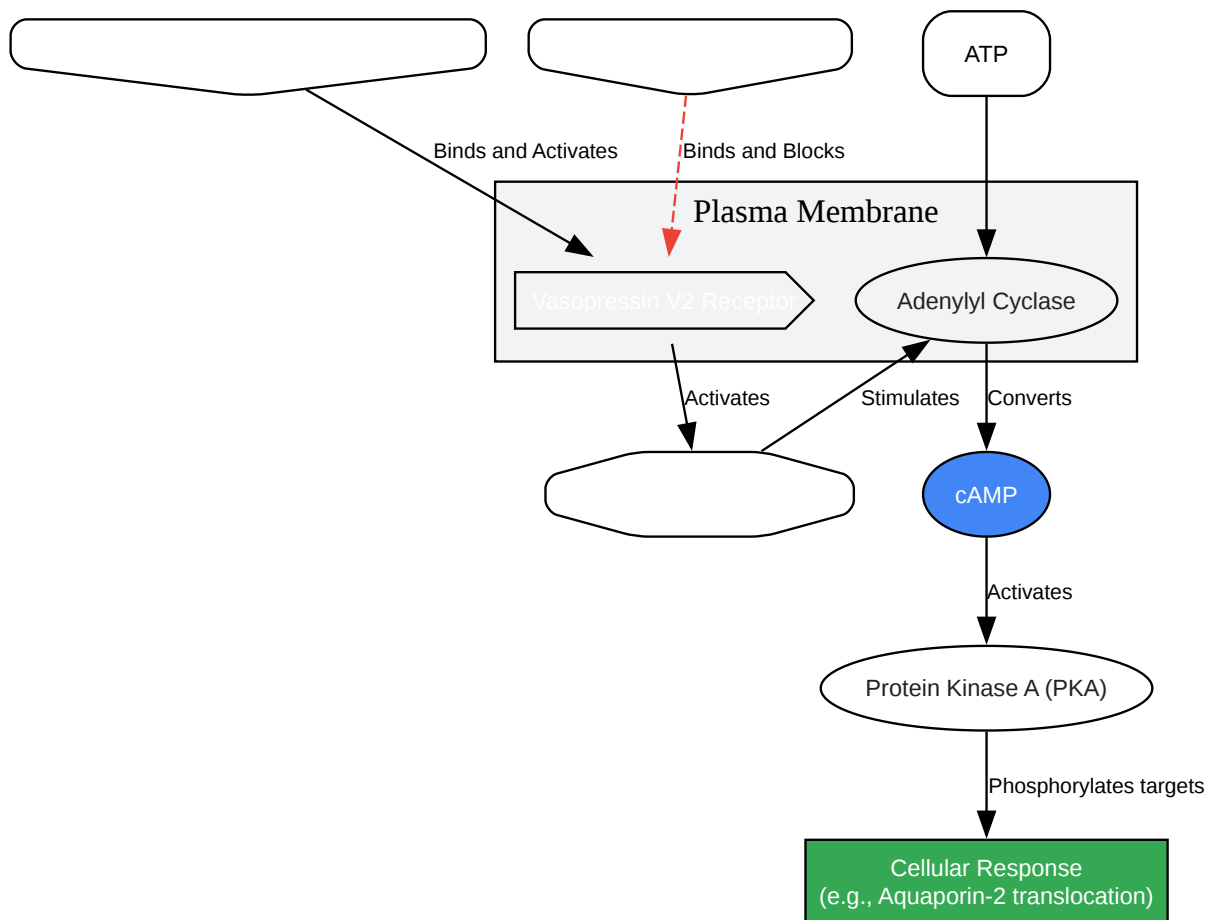 ATP
Binds and Activates
Binds and Blocks
Plasma Membrane
Vasopressin V2 Receptor
Adenylyl Cyclase
Activates
Stimulates
Converts
cAMP
Activates
Protein Kinase A (PKA)
Phosphorylates targets
Cellular Response
(e.g., Aquaporin-2 translocation)